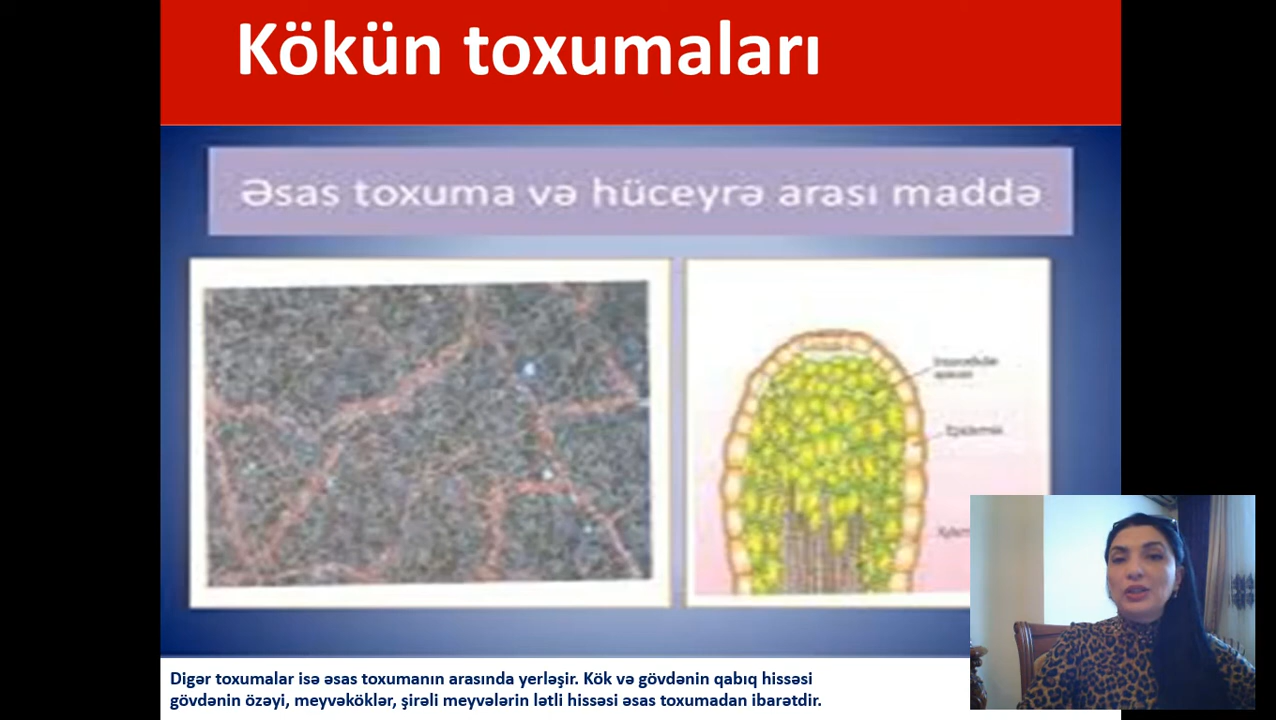 Kökün toxumaları
Əsas toxuma və hüceyrə arası maddə
Epidermis
Digər toxumalar isə əsas toxumanın arasında yerləşir. Kök və gövdənin qabıq hissəsi
gövdənin özəyi, meyvəköklər, şirəli meyvələrin lətli hissəsi əsas toxumadan ibarətdir.